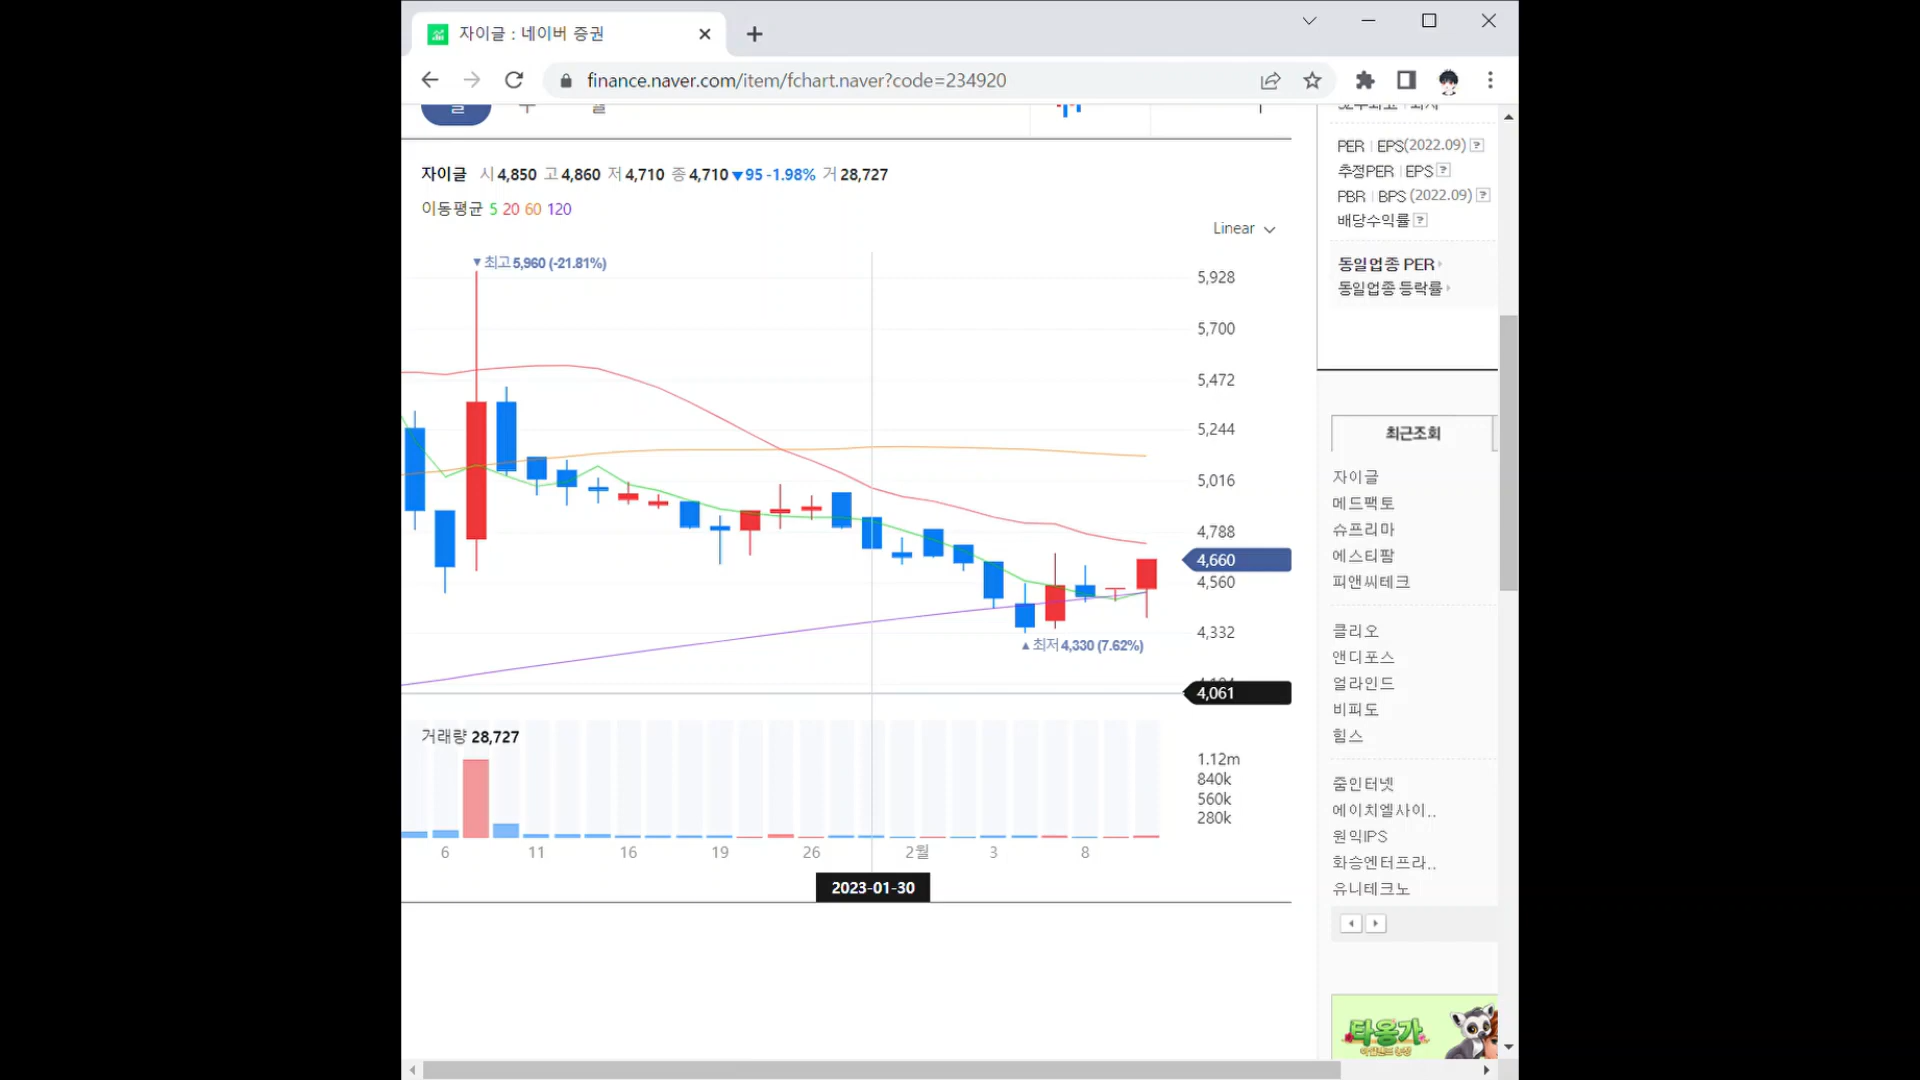 자이글 : 네이버 증권
finance.naver.com/item/fchart.naver?code=234920
자이글 시 4,850 고 4,860 저 4,710 종 4,710 ▼95 -1.98% 거 28,727
이동평균 5 20 60 120
Linear
▼최고 5,960 (-21.81%)
5,928
5,700
5,472
5,244
5,016
4,788
4,660
4,560
4,332
▲최저 4,330 (7.62%)
4,061
거래량 28,727
1.12m
840k
560k
280k
6 11 16 19 26 2월 3 8
2023-01-30
PER | EPS(2022.09) ?
추정PER | EPS ?
PBR | BPS (2022.09) ?
배당수익률 ?
동일업종 PER
동일업종 등락률
최근조회
자이글
메드팩토
슈프리마
에스티팜
피앤씨테크
클리오
앤디포스
얼라인드
비피도
힘스
줌인터넷
에이치엘사이..
원익IPS
화승엔터프라..
유니테크노
타옹가